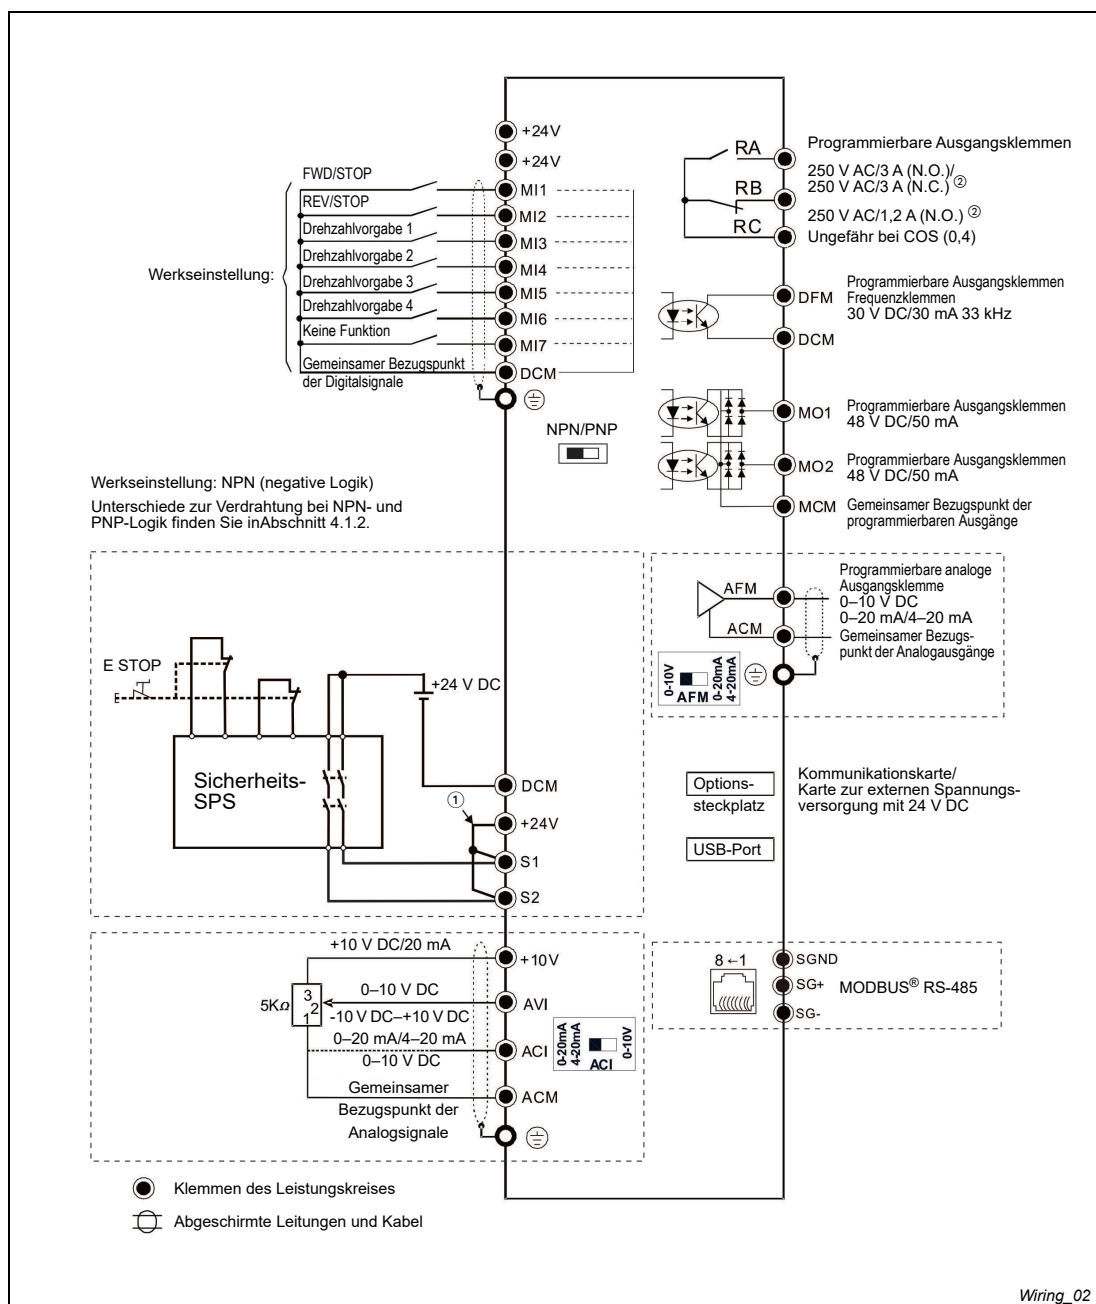 +24V
+24V
FWD/STOP
MI1
REV/STOP
MI2
Drehzahlvorgabe 1
MI3
Drehzahlvorgabe 2
MI4
Werkseinstellung:
Drehzahlvorgabe 3
MI5
Drehzahlvorgabe 4
MI6
Keine Funktion
MI7
Gemeinsamer Bezugspunkt
der Digitalsignale
DCM
NPN/PNP
RA
Programmierbare Ausgangsklemmen
250 V AC/3 A (N.O.)/
250 V AC/3 A (N.C.) ②
RB
250 V AC/1,2 A (N.O.) ②
RC
Ungefähr bei COS (0,4)
DFM
Programmierbare Ausgangsklemmen
Frequenzklemmen
30 V DC/30 mA 33 kHz
DCM
MO1
Programmierbare Ausgangsklemmen
48 V DC/50 mA
MO2
Programmierbare Ausgangsklemmen
48 V DC/50 mA
MCM
Gemeinsamer Bezugspunkt der
programmierbaren Ausgänge
Werkseinstellung: NPN (negative Logik)
Unterschiede zur Verdrahtung bei NPN- und
PNP-Logik finden Sie inAbschnitt 4.1.2.
E STOP
+24 V DC
Sicherheits-
SPS
DCM
①
+24V
S1
S2
AFM
Programmierbare analoge
Ausgangsklemme
0–10 V DC
0–20 mA/4–20 mA
ACM
Gemeinsamer Bezugs-
punkt der Analogausgänge
0-10V
AFM
0-20mA
4-20mA
Options-
steckplatz
Kommunikationskarte/
Karte zur externen Spannungs-
versorgung mit 24 V DC
USB-Port
+10 V DC/20 mA
+10V
5KΩ
3
2
1
0–10 V DC
AVI
-10 V DC–+10 V DC
0–20 mA/4–20 mA
ACI
0–10 V DC
0-20mA
4-20mA
ACI
0-10V
Gemeinsamer
Bezugspunkt der
Analogsignale
ACM
8←1
SGND
SG+
SG-
MODBUS® RS-485
Klemmen des Leistungskreises
Abgeschirmte Leitungen und Kabel
Wiring_02